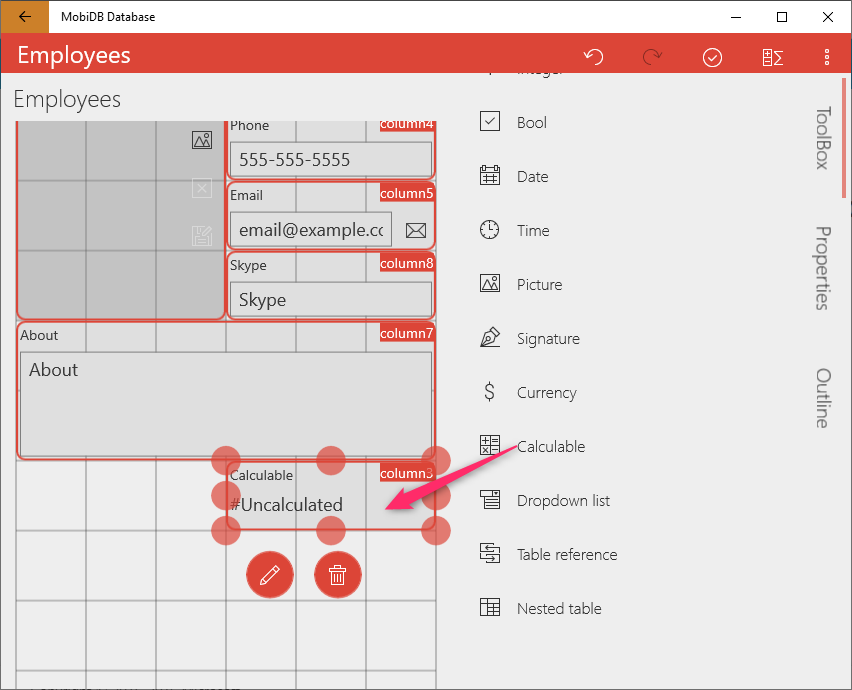 MobiDB Database
Employees
Employees
Phone
column4
555-555-5555
Email
column5
email@example.cc
Skype
column8
Skype
About
column7
About
Calculable
column3
#Uncalculated
Integer
Bool
Date
Time
Picture
Signature
$ Currency
Calculable
Dropdown list
Table reference
Nested table
ToolBox
Properties
Outline